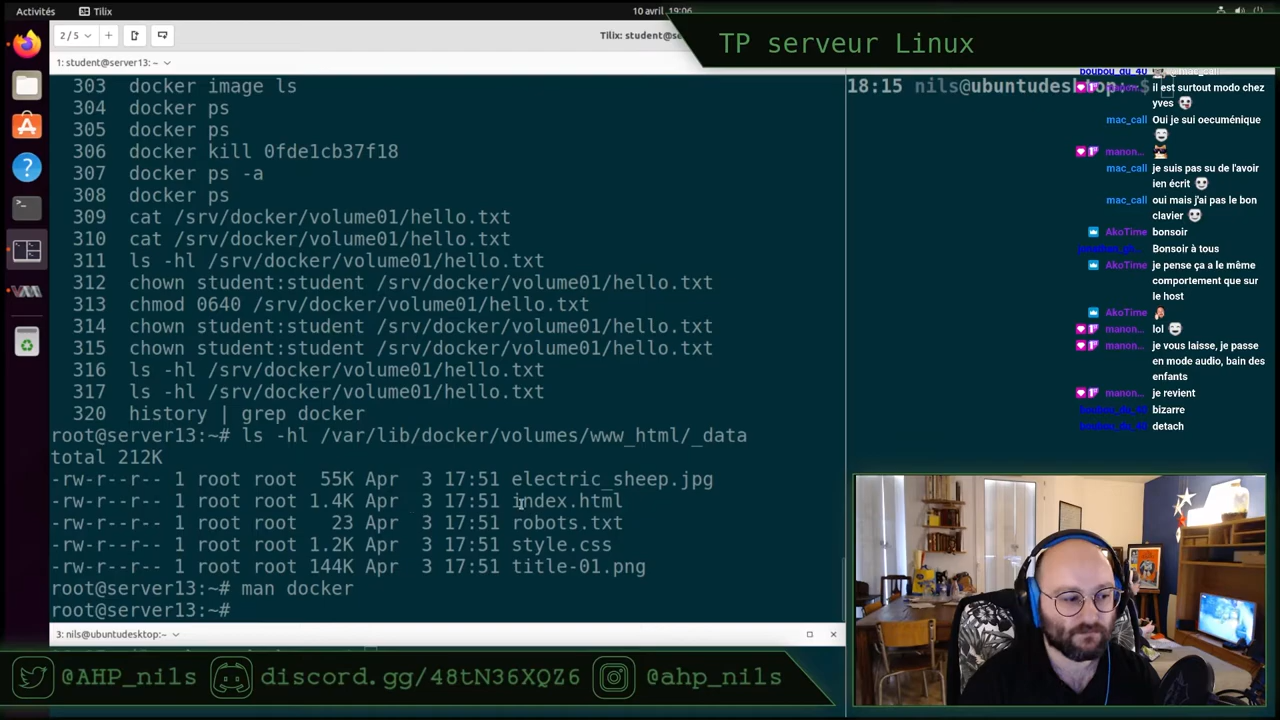 Activités
Tilix
10 avril 19:06
2/5
Tilix: student@se
1: student@server13: ~
303 docker image ls
304 docker ps
305 docker ps
306 docker kill 0fde1cb37f18
307 docker ps -a
308 docker ps
309 cat /srv/docker/volume01/hello.txt
310 cat /srv/docker/volume01/hello.txt
311 ls -hl /srv/docker/volume01/hello.txt
312 chown student:student /srv/docker/volume01/hello.txt
313 chmod 0640 /srv/docker/volume01/hello.txt
314 chown student:student /srv/docker/volume01/hello.txt
315 chown student:student /srv/docker/volume01/hello.txt
316 ls -hl /srv/docker/volume01/hello.txt
317 ls -hl /srv/docker/volume01/hello.txt
320 history | grep docker
root@server13:~# ls -hl /var/lib/docker/volumes/www_html/_data
total 212K
-rw-r--r-- 1 root root 55K Apr 3 17:51 electric_sheep.jpg
-rw-r--r-- 1 root root 1.4K Apr 3 17:51 index.html
-rw-r--r-- 1 root root 23 Apr 3 17:51 robots.txt
-rw-r--r-- 1 root root 1.2K Apr 3 17:51 style.css
-rw-r--r-- 1 root root 144K Apr 3 17:51 title-01.png
root@server13:~# man docker
root@server13:~#
3: nils@ubuntudesktop:~
TP serveur Linux
18:15 nils@ubuntudesktop:~$
boubou_du_40 @mac_call
manon... il est surtout modo chez
yves
mac_call Oui je sui oecuménique
manon...
mac_call je suis pas su de l'avoir
ien écrit
mac_call oui mais j'ai pas le bon
clavier
AkoTime bonsoir
Bonsoir à tous
AkoTime je pense ça a le même
comportement que sur
le host
AkoTime
manon... lol
manon... je vous laisse, je passe
en mode audio, bain des
enfants
manon... je revient
boubou_du_40 bizarre
boubou_du_40 detach
@AHP_nils
discord.gg/48tN36XQZ6
@ahp_nils